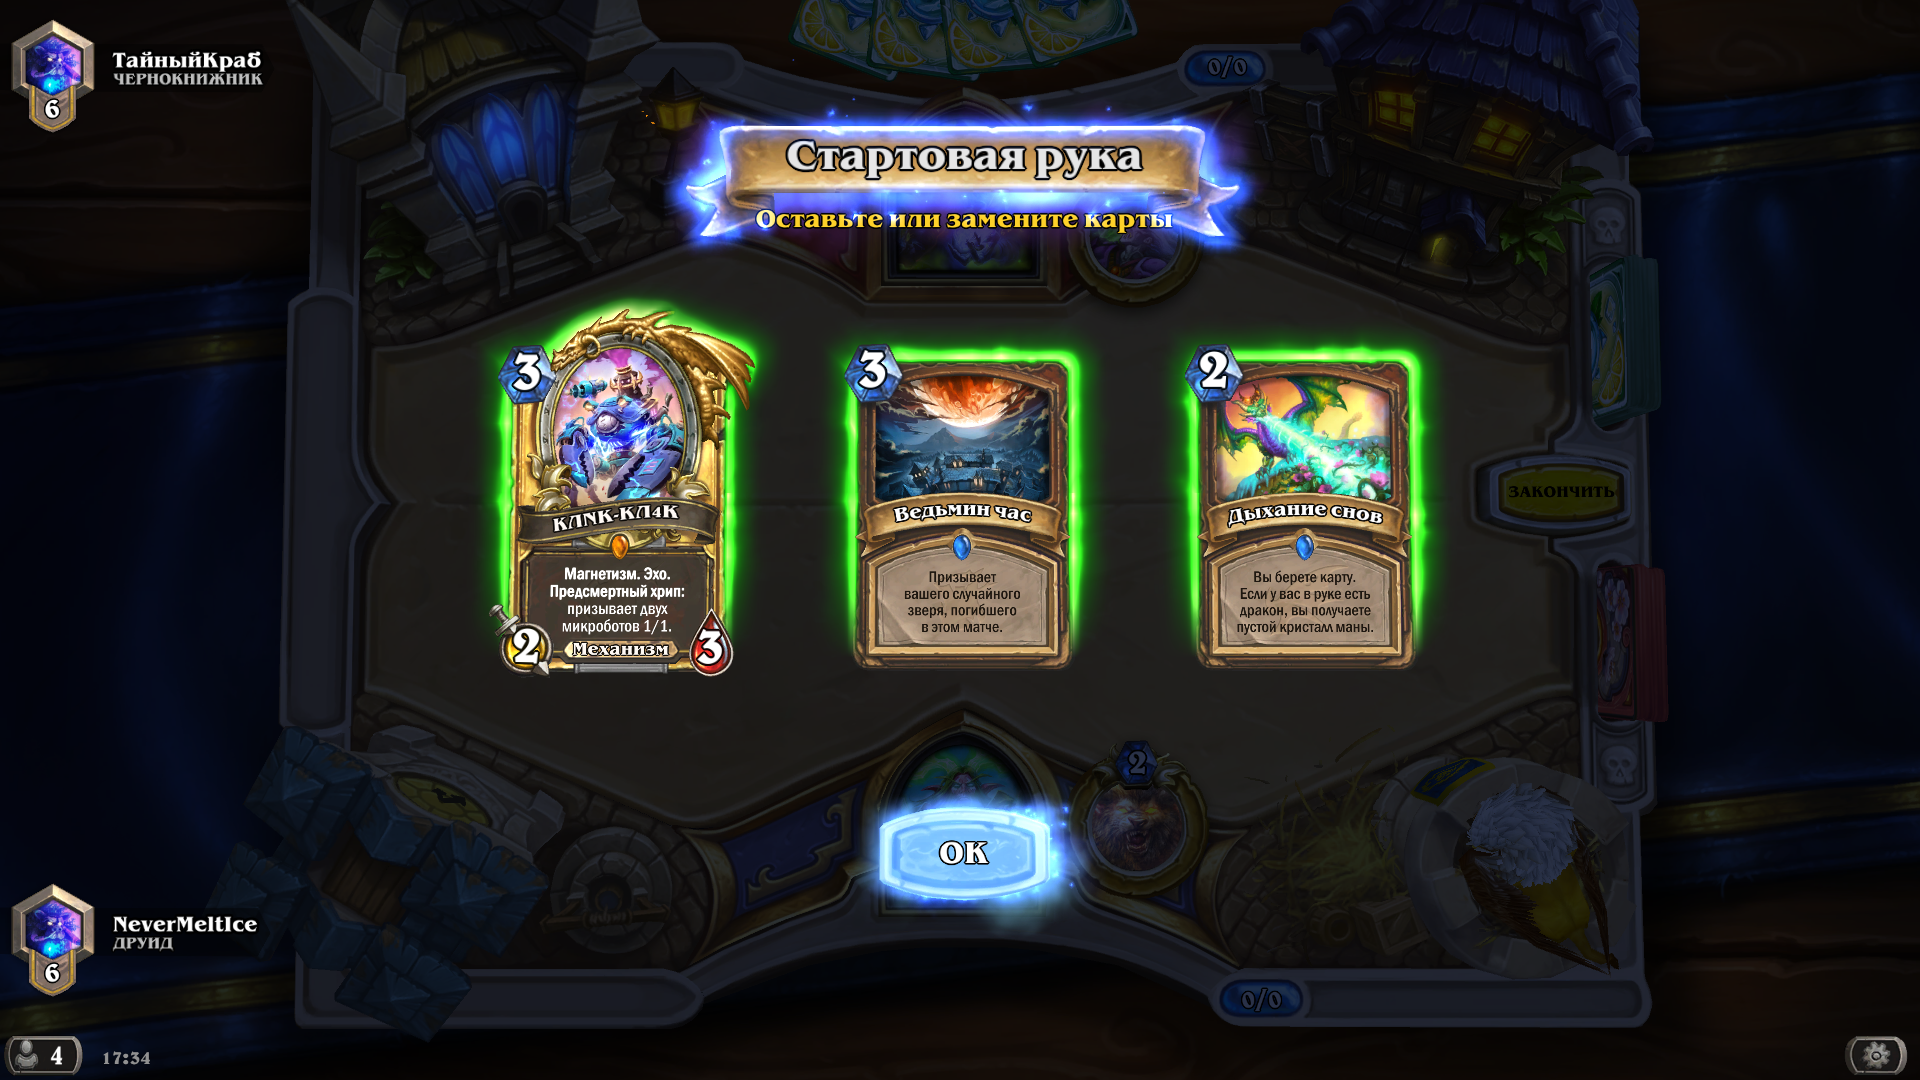 ТайныйКраб
ЧЕРНОКНИЖНИК
6
0/0
Стартовая рука
Оставьте или замените карты
3
КЛNК-КЛ4К
Магнетизм. Эхо.
Предсмертный хрип:
призывает двух
микроботов 1/1.
Механизм
2
3
3
Ведьмин час
Призывает
вашего случайного
зверя, погибшего
в этом матче.
2
Дыхание снов
Вы берете карту.
Если у вас в руке есть
дракон, вы получаете
пустой кристалл маны.
ЗАКОНЧИТЬ
2
ОК
NeverMeltIce
ДРУИД
6
0/0
4
17:34